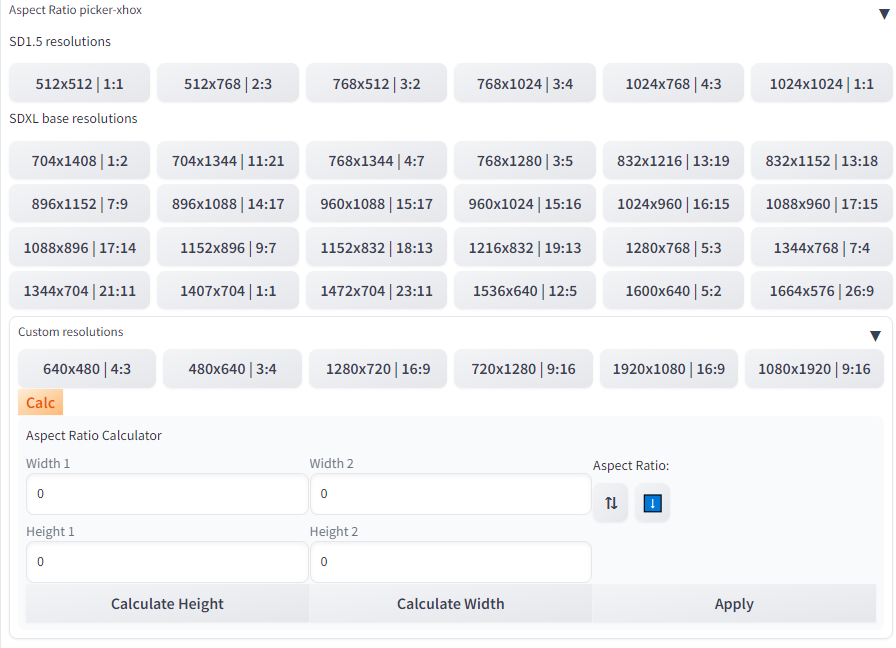 Aspect Ratio picker-xhox ▼
SD1.5 resolutions
512x512 | 1:1 512x768 | 2:3 768x512 | 3:2 768x1024 | 3:4 1024x768 | 4:3 1024x1024 | 1:1
SDXL base resolutions
704x1408 | 1:2 704x1344 | 11:21 768x1344 | 4:7 768x1280 | 3:5 832x1216 | 13:19 832x1152 | 13:18
896x1152 | 7:9 896x1088 | 14:17 960x1088 | 15:17 960x1024 | 15:16 1024x960 | 16:15 1088x960 | 17:15
1088x896 | 17:14 1152x896 | 9:7 1152x832 | 18:13 1216x832 | 19:13 1280x768 | 5:3 1344x768 | 7:4
1344x704 | 21:11 1407x704 | 1:1 1472x704 | 23:11 1536x640 | 12:5 1600x640 | 5:2 1664x576 | 26:9
Custom resolutions ▼
640x480 | 4:3 480x640 | 3:4 1280x720 | 16:9 720x1280 | 9:16 1920x1080 | 16:9 1080x1920 | 9:16
Calc
Aspect Ratio Calculator
Width 1 Width 2 Aspect Ratio:
0 0 ⇅ ⬇
Height 1 Height 2
0 0
Calculate Height Calculate Width Apply